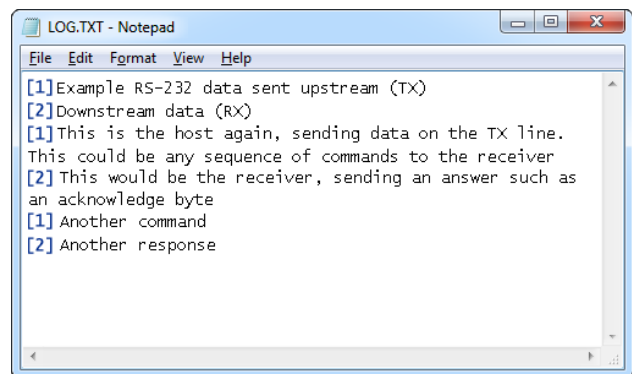 LOG.TXT - Notepad
File Edit Format View Help
[1]Example RS-232 data sent upstream (TX)
[2]Downstream data (RX)
[1]This is the host again, sending data on the TX line.
This could be any sequence of commands to the receiver
[2] This would be the receiver, sending an answer such as
an acknowledge byte
[1] Another command
[2] Another response